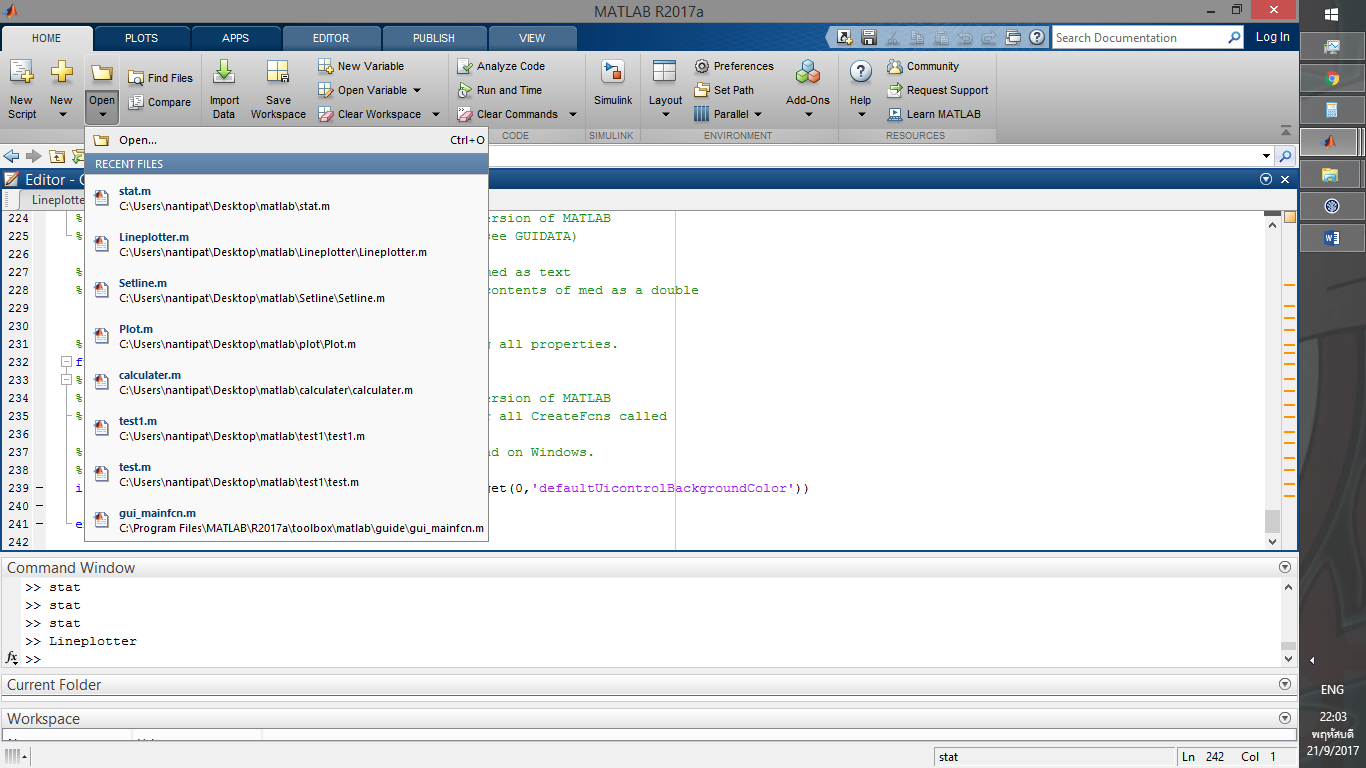 MATLAB R2017a
HOME PLOTS APPS EDITOR PUBLISH VIEW
Search Documentation
Log In
New Script
New
Open
Find Files
Compare
Import Data
Save Workspace
New Variable
Open Variable
Clear Workspace
Analyze Code
Run and Time
Clear Commands
Simulink
Layout
Preferences
Set Path
Parallel
Add-Ons
Help
Community
Request Support
Learn MATLAB
CODE SIMULINK ENVIRONMENT RESOURCES
Open... Ctrl+O
RECENT FILES
stat.m
C:\Users\nantipat\Desktop\matlab\stat.m
Lineplotter.m
C:\Users\nantipat\Desktop\matlab\Lineplotter\Lineplotter.m
Setline.m
C:\Users\nantipat\Desktop\matlab\Setline\Setline.m
Plot.m
C:\Users\nantipat\Desktop\matlab\plot\Plot.m
calculater.m
C:\Users\nantipat\Desktop\matlab\calculater\calculater.m
test1.m
C:\Users\nantipat\Desktop\matlab\test1\test1.m
test.m
C:\Users\nantipat\Desktop\matlab\test1\test.m
gui_mainfcn.m
C:\Program Files\MATLAB\R2017a\toolbox\matlab\guide\gui_mainfcn.m
Editor -
Lineplotte
224 % ersion of MATLAB
225 % see GUIDATA)
226
227 % med as text
228 % contents of med as a double
229
230
231 % g all properties.
232 f
233 %
234 % ersion of MATLAB
235 % r all CreateFcns called
236
237 % nd on Windows.
238 %
239 i get(0,'defaultUicontrolBackgroundColor'))
240
241 e
242
Command Window
>> stat
>> stat
>> stat
>> Lineplotter
fx >>
Current Folder
Workspace
stat
Ln 242 Col 1
ENG
22:03
พฤหัสบดี
21/9/2017